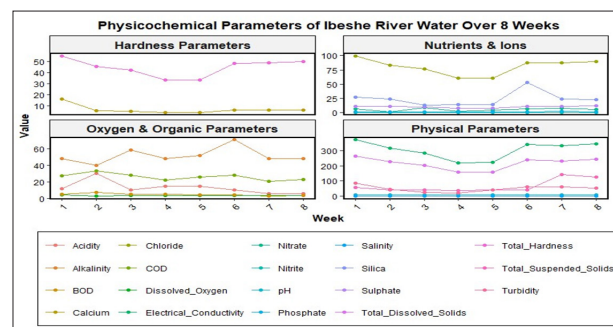 Physicochemical Parameters of Ibeshe River Water Over 8 Weeks
Hardness Parameters
Nutrients & Ions
50
40
30
20
10
100
75
50
25
0
Value
Oxygen & Organic Parameters
Physical Parameters
60
40
20
0
300
200
100
0
1 2 3 4 5 6 7 8
1 2 3 4 5 6 7 8
Week
Acidity
Chloride
Nitrate
Salinity
Total_Hardness
Alkalinity
COD
Nitrite
Silica
Total_Suspended_Solids
BOD
Dissolved_Oxygen
pH
Sulphate
Turbidity
Calcium
Electrical_Conductivity
Phosphate
Total_Dissolved_Solids